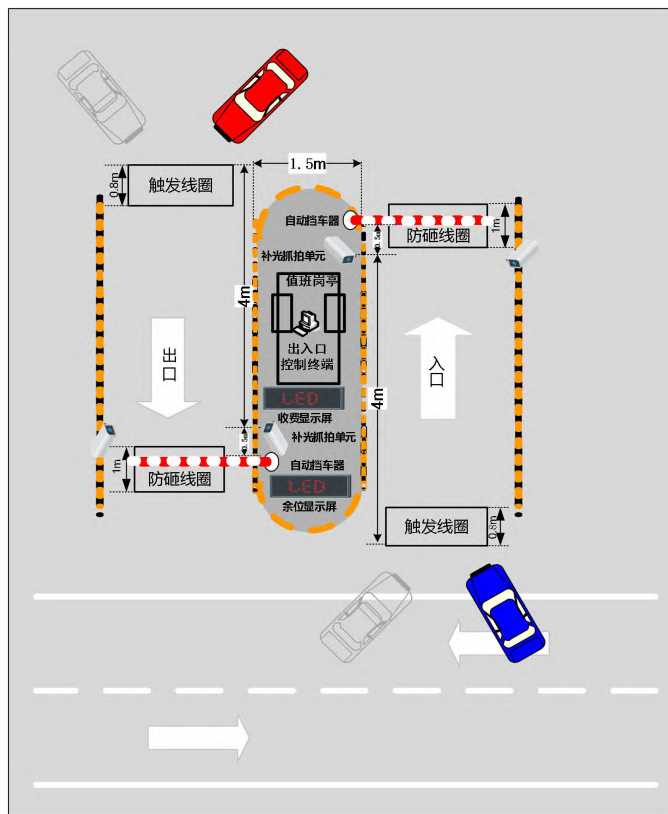 1.5m
0.8m
触发线圈
自动挡车器
防砸线圈
1m
0.5m
补光抓拍单元
4m
值班岗亭
出入口
控制终端
出口
入口
4m
LED
收费显示屏
补光抓拍单元
0.5m
自动挡车器
1m
防砸线圈
LED
余位显示屏
触发线圈
0.8m